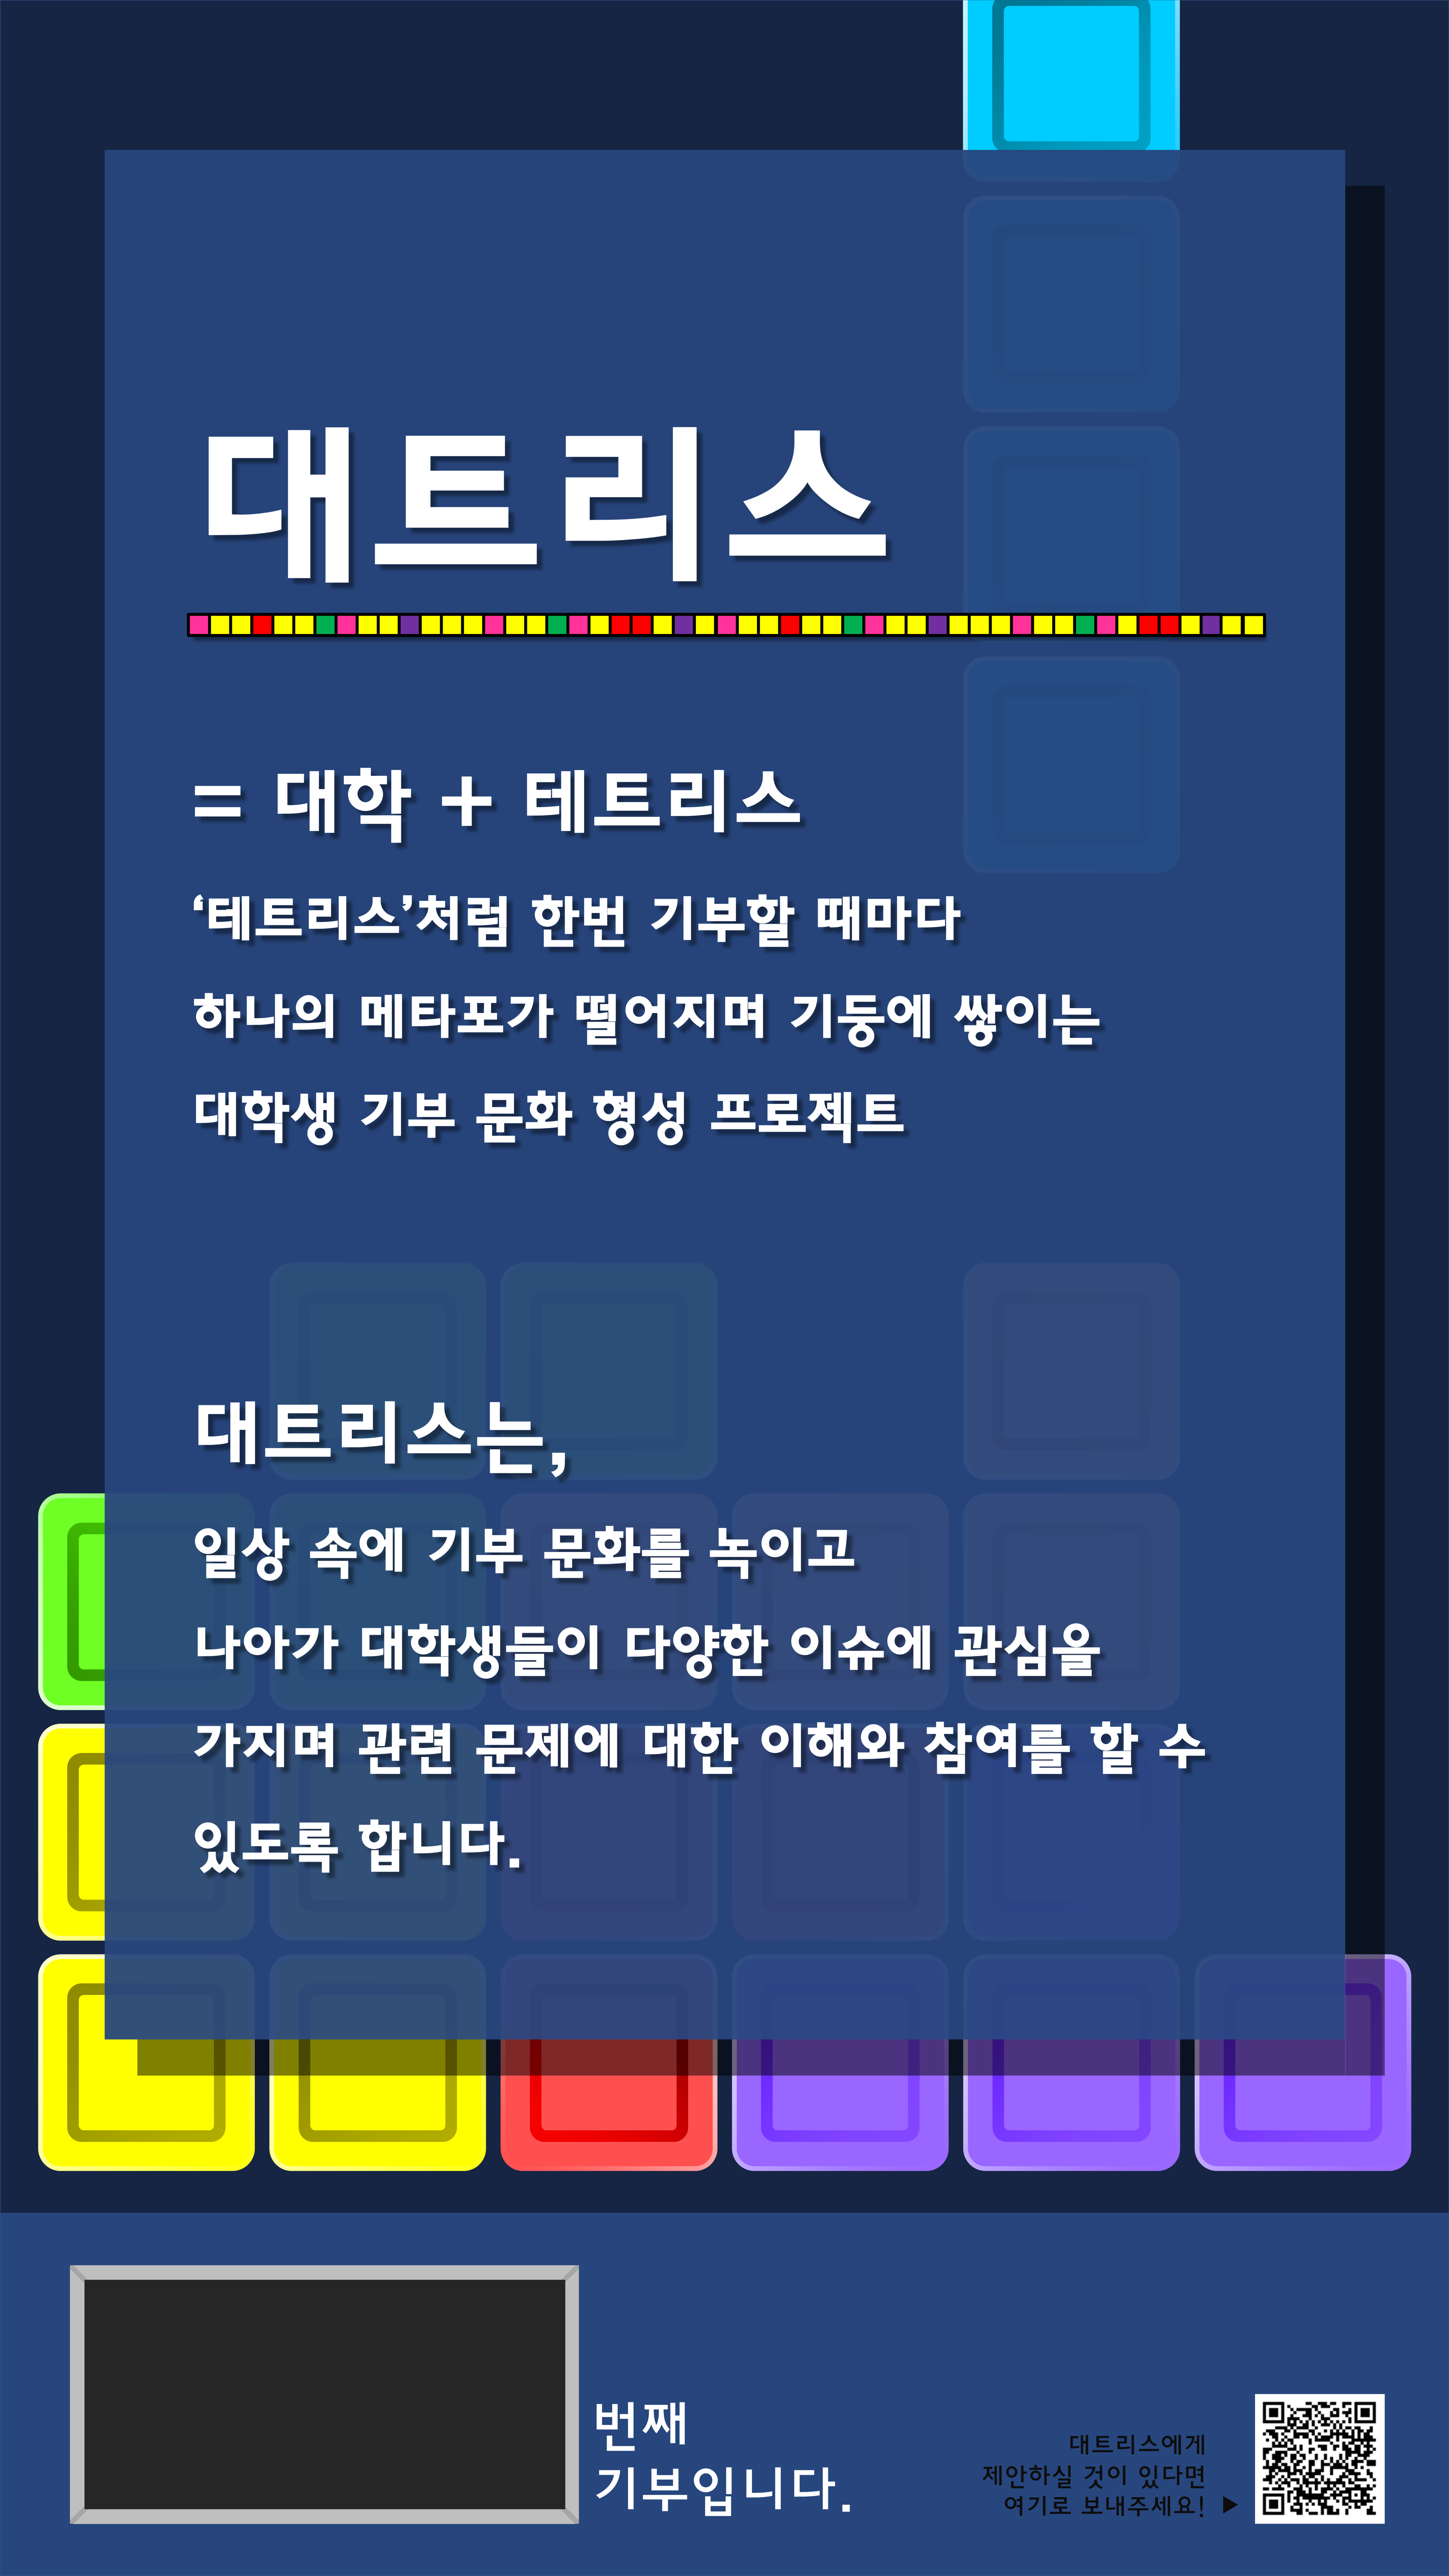 대트리스
= 대학 + 테트리스
‘테트리스’처럼 한번 기부할 때마다
하나의 메타포가 떨어지며 기둥에 쌓이는
대학생 기부 문화 형성 프로젝트
대트리스는,
일상 속에 기부 문화를 녹이고
나아가 대학생들이 다양한 이슈에 관심을
가지며 관련 문제에 대한 이해와 참여를 할 수
있도록 합니다.
번째
기부입니다.
대트리스에게
제안하실 것이 있다면
여기로 보내주세요! ▶